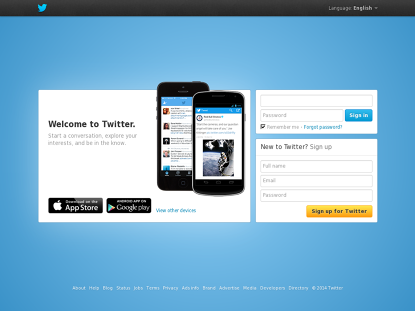 Language: English
Welcome to Twitter.
Start a conversation, explore your
interests, and be in the know.
Download on the
App Store
ANDROID APP ON
Google play
View other devices
Password
Sign in
Remember me · Forgot password?
New to Twitter? Sign up
Full name
Email
Password
Sign up for Twitter
About Help Blog Status Jobs Terms Privacy Ads info Brand Advertise Media Developers Directory © 2014 Twitter